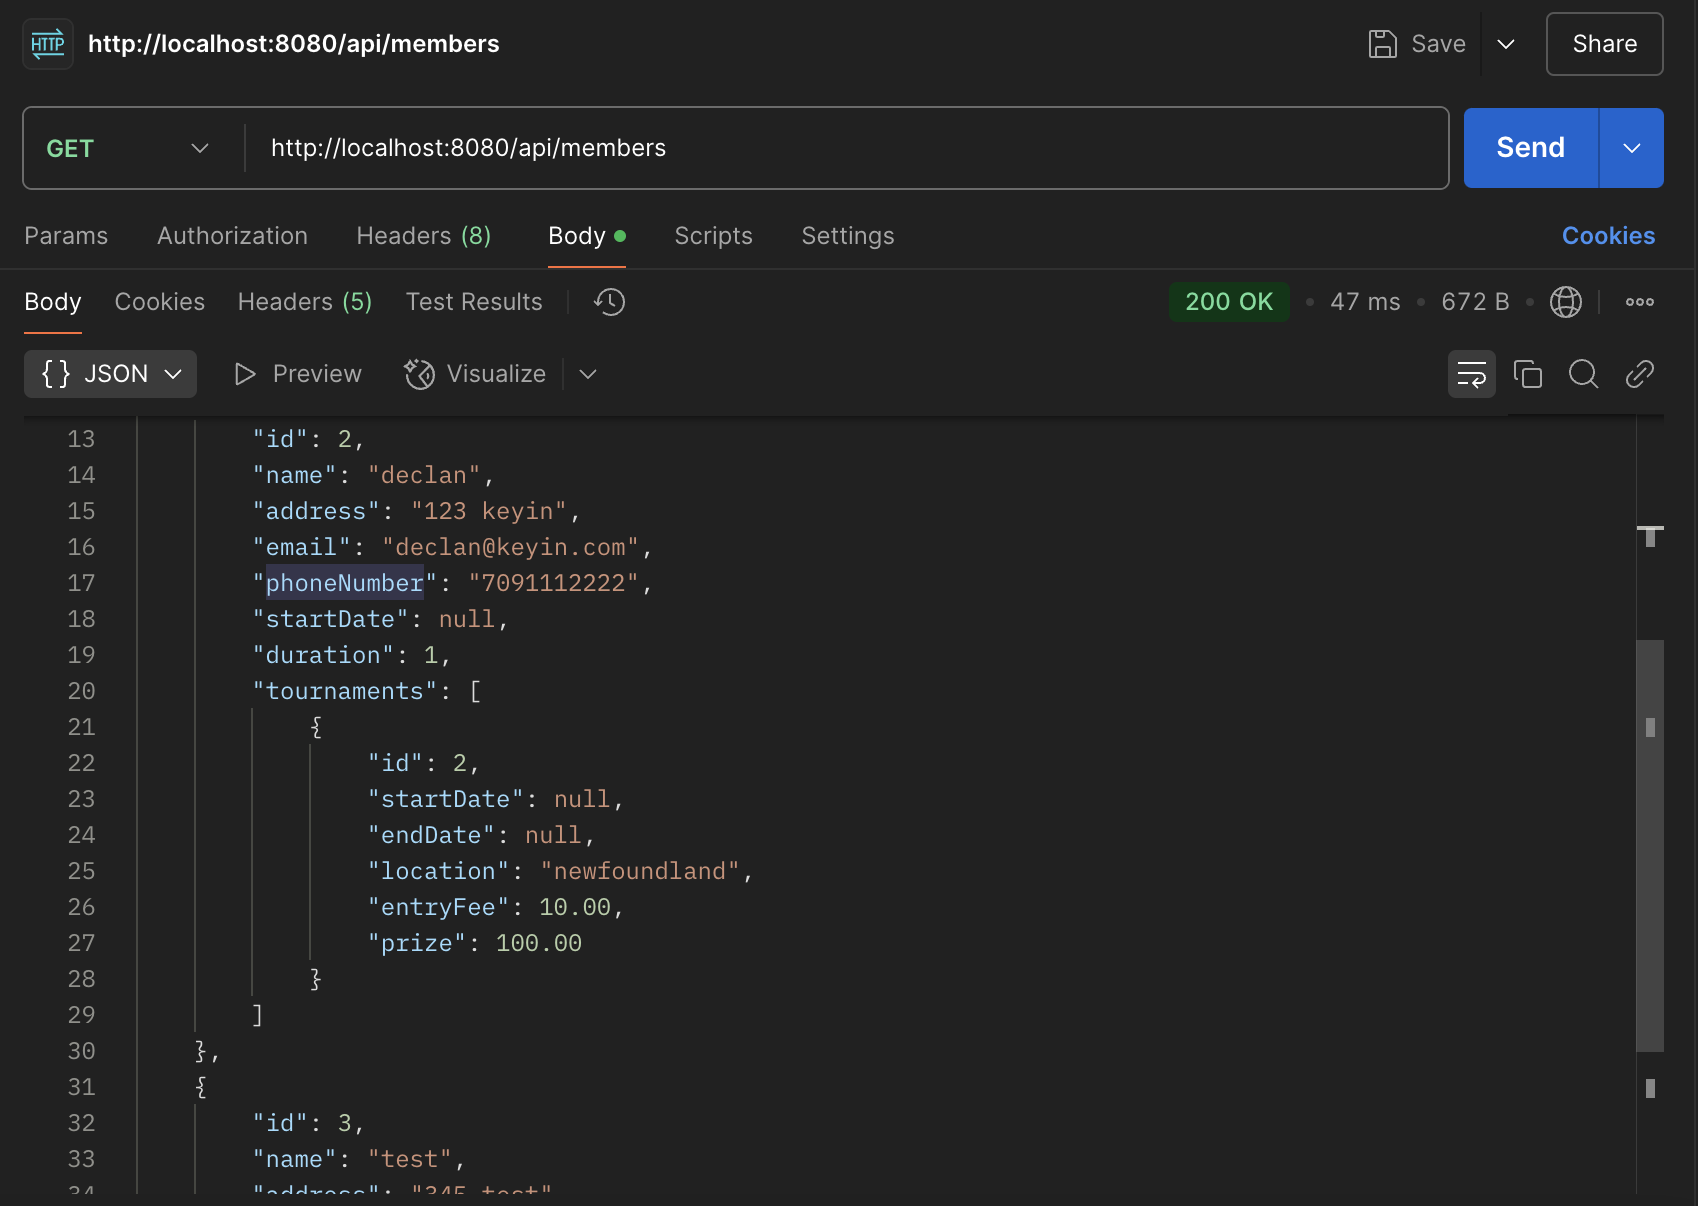 HTTP http://localhost:8080/api/members Save Share
GET http://localhost:8080/api/members Send
Params Authorization Headers (8) Body Scripts Settings Cookies
Body Cookies Headers (5) Test Results 200 OK • 47 ms • 672 B •
{} JSON Preview Visualize
13 "id": 2,
14 "name": "declan",
15 "address": "123 keyin",
16 "email": "declan@keyin.com",
17 "phoneNumber": "7091112222",
18 "startDate": null,
19 "duration": 1,
20 "tournaments": [
21 {
22 "id": 2,
23 "startDate": null,
24 "endDate": null,
25 "location": "newfoundland",
26 "entryFee": 10.00,
27 "prize": 100.00
28 }
29 ]
30 },
31 {
32 "id": 3,
33 "name": "test",
34 "address": "345 test"